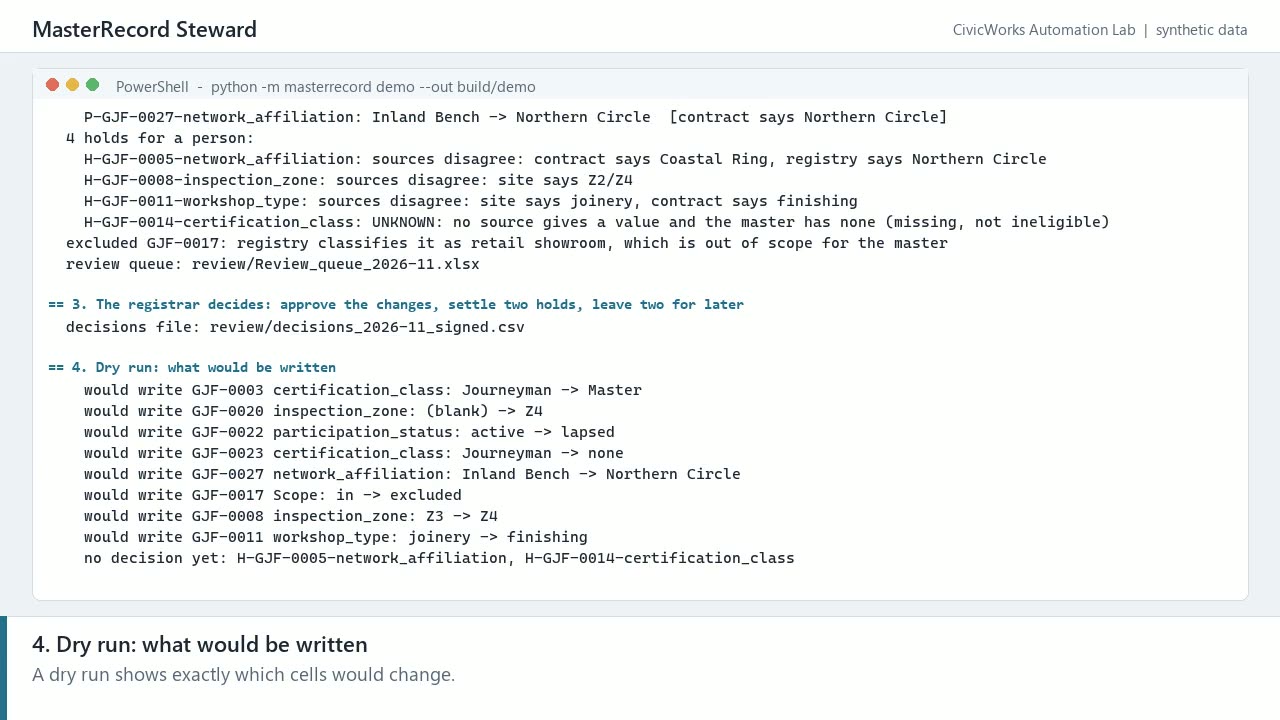 MasterRecord Steward
CivicWorks Automation Lab | synthetic data
PowerShell - python -m masterrecord demo --out build/demo
P-GJF-0027-network_affiliation: Inland Bench -> Northern Circle [contract says Northern Circle]
4 holds for a person:
H-GJF-0005-network_affiliation: sources disagree: contract says Coastal Ring, registry says Northern Circle
H-GJF-0008-inspection_zone: sources disagree: site says Z2/Z4
H-GJF-0011-workshop_type: sources disagree: site says joinery, contract says finishing
H-GJF-0014-certification_class: UNKNOWN: no source gives a value and the master has none (missing, not ineligible)
excluded GJF-0017: registry classifies it as retail showroom, which is out of scope for the master
review queue: review/Review_queue_2026-11.xlsx
== 3. The registrar decides: approve the changes, settle two holds, leave two for later
decisions file: review/decisions_2026-11_signed.csv
== 4. Dry run: what would be written
would write GJF-0003 certification_class: Journeyman -> Master
would write GJF-0020 inspection_zone: (blank) -> Z4
would write GJF-0022 participation_status: active -> lapsed
would write GJF-0023 certification_class: Journeyman -> none
would write GJF-0027 network_affiliation: Inland Bench -> Northern Circle
would write GJF-0017 Scope: in -> excluded
would write GJF-0008 inspection_zone: Z3 -> Z4
would write GJF-0011 workshop_type: joinery -> finishing
no decision yet: H-GJF-0005-network_affiliation, H-GJF-0014-certification_class
4. Dry run: what would be written
A dry run shows exactly which cells would change.